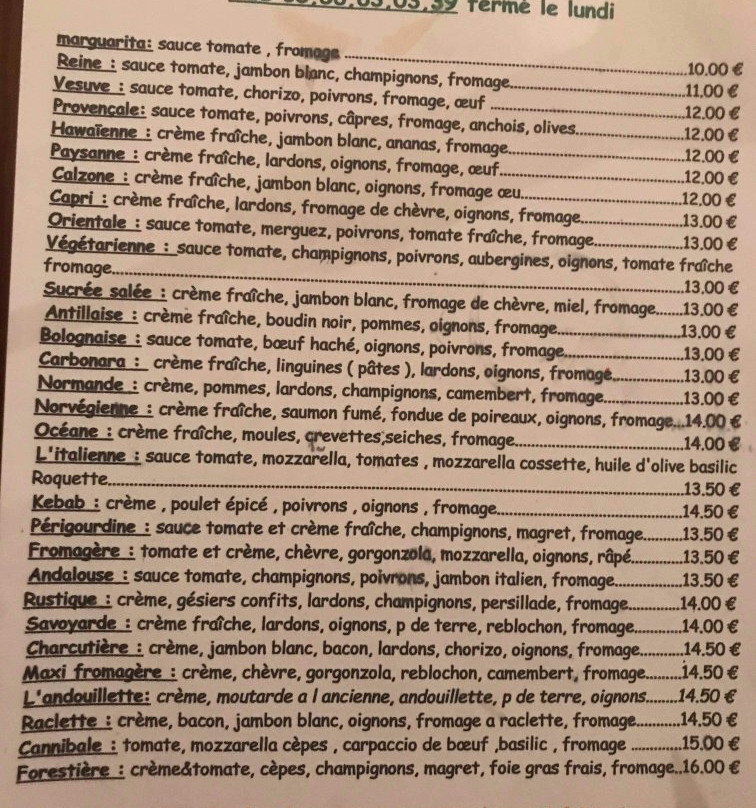 39 fermé le lundi
marguarita: sauce tomate , fromage ...10.00 €
Reine : sauce tomate, jambon blanc, champignons, fromage...11.00 €
Vesuve : sauce tomate, chorizo, poivrons, fromage, œuf ...12.00 €
Provençale: sauce tomate, poivrons, câpres, fromage, anchois, olives...12.00 €
Hawaïenne : crème fraîche, jambon blanc, ananas, fromage...12.00 €
Paysanne : crème fraîche, lardons, oignons, fromage, œuf...12.00 €
Calzone : crème fraîche, jambon blanc, oignons, fromage œu...12.00 €
Capri : crème fraîche, lardons, fromage de chèvre, oignons, fromage...13.00 €
Orientale : sauce tomate, merguez, poivrons, tomate fraîche, fromage...13.00 €
Végétarienne : sauce tomate, champignons, poivrons, aubergines, oignons, tomate fraîche
fromage...13.00 €
Sucrée salée : crème fraîche, jambon blanc, fromage de chèvre, miel, fromage...13.00 €
Antillaise : crème fraîche, boudin noir, pommes, oignons, fromage...13.00 €
Bolognaise : sauce tomate, bœuf haché, oignons, poivrons, fromage...13.00 €
Carbonara : crème fraîche, linguines ( pâtes ), lardons, oignons, fromage...13.00 €
Normande : crème, pommes, lardons, champignons, camembert, fromage...13.00 €
Norvégienne : crème fraîche, saumon fumé, fondue de poireaux, oignons, fromage...14.00 €
Océane : crème fraîche, moules, crevettes,seiches, fromage...14.00 €
L'italienne : sauce tomate, mozzarella, tomates , mozzarella cossette, huile d'olive basilic
Roquette...13.50 €
Kebab : crème , poulet épicé , poivrons , oignons , fromage...14.50 €
Périgourdine : sauce tomate et crème fraîche, champignons, magret, fromage...13.50 €
Fromagère : tomate et crème, chèvre, gorgonzola, mozzarella, oignons, râpé...13.50 €
Andalouse : sauce tomate, champignons, poivrons, jambon italien, fromage...13.50 €
Rustique : crème, gésiers confits, lardons, champignons, persillade, fromage...14.00 €
Savoyarde : crème fraîche, lardons, oignons, p de terre, reblochon, fromage...14.00 €
Charcutière : crème, jambon blanc, bacon, lardons, chorizo, oignons, fromage...14.50 €
Maxi fromagère : crème, chèvre, gorgonzola, reblochon, camembert, fromage...14.50 €
L'andouillette: crème, moutarde a l ancienne, andouillette, p de terre, oignons...14.50 €
Raclette : crème, bacon, jambon blanc, oignons, fromage a raclette, fromage...14.50 €
Cannibale : tomate, mozzarella cèpes , carpaccio de bœuf ,basilic , fromage ...15.00 €
Forestière : crème&tomate, cèpes, champignons, magret, foie gras frais, fromage..16.00 €